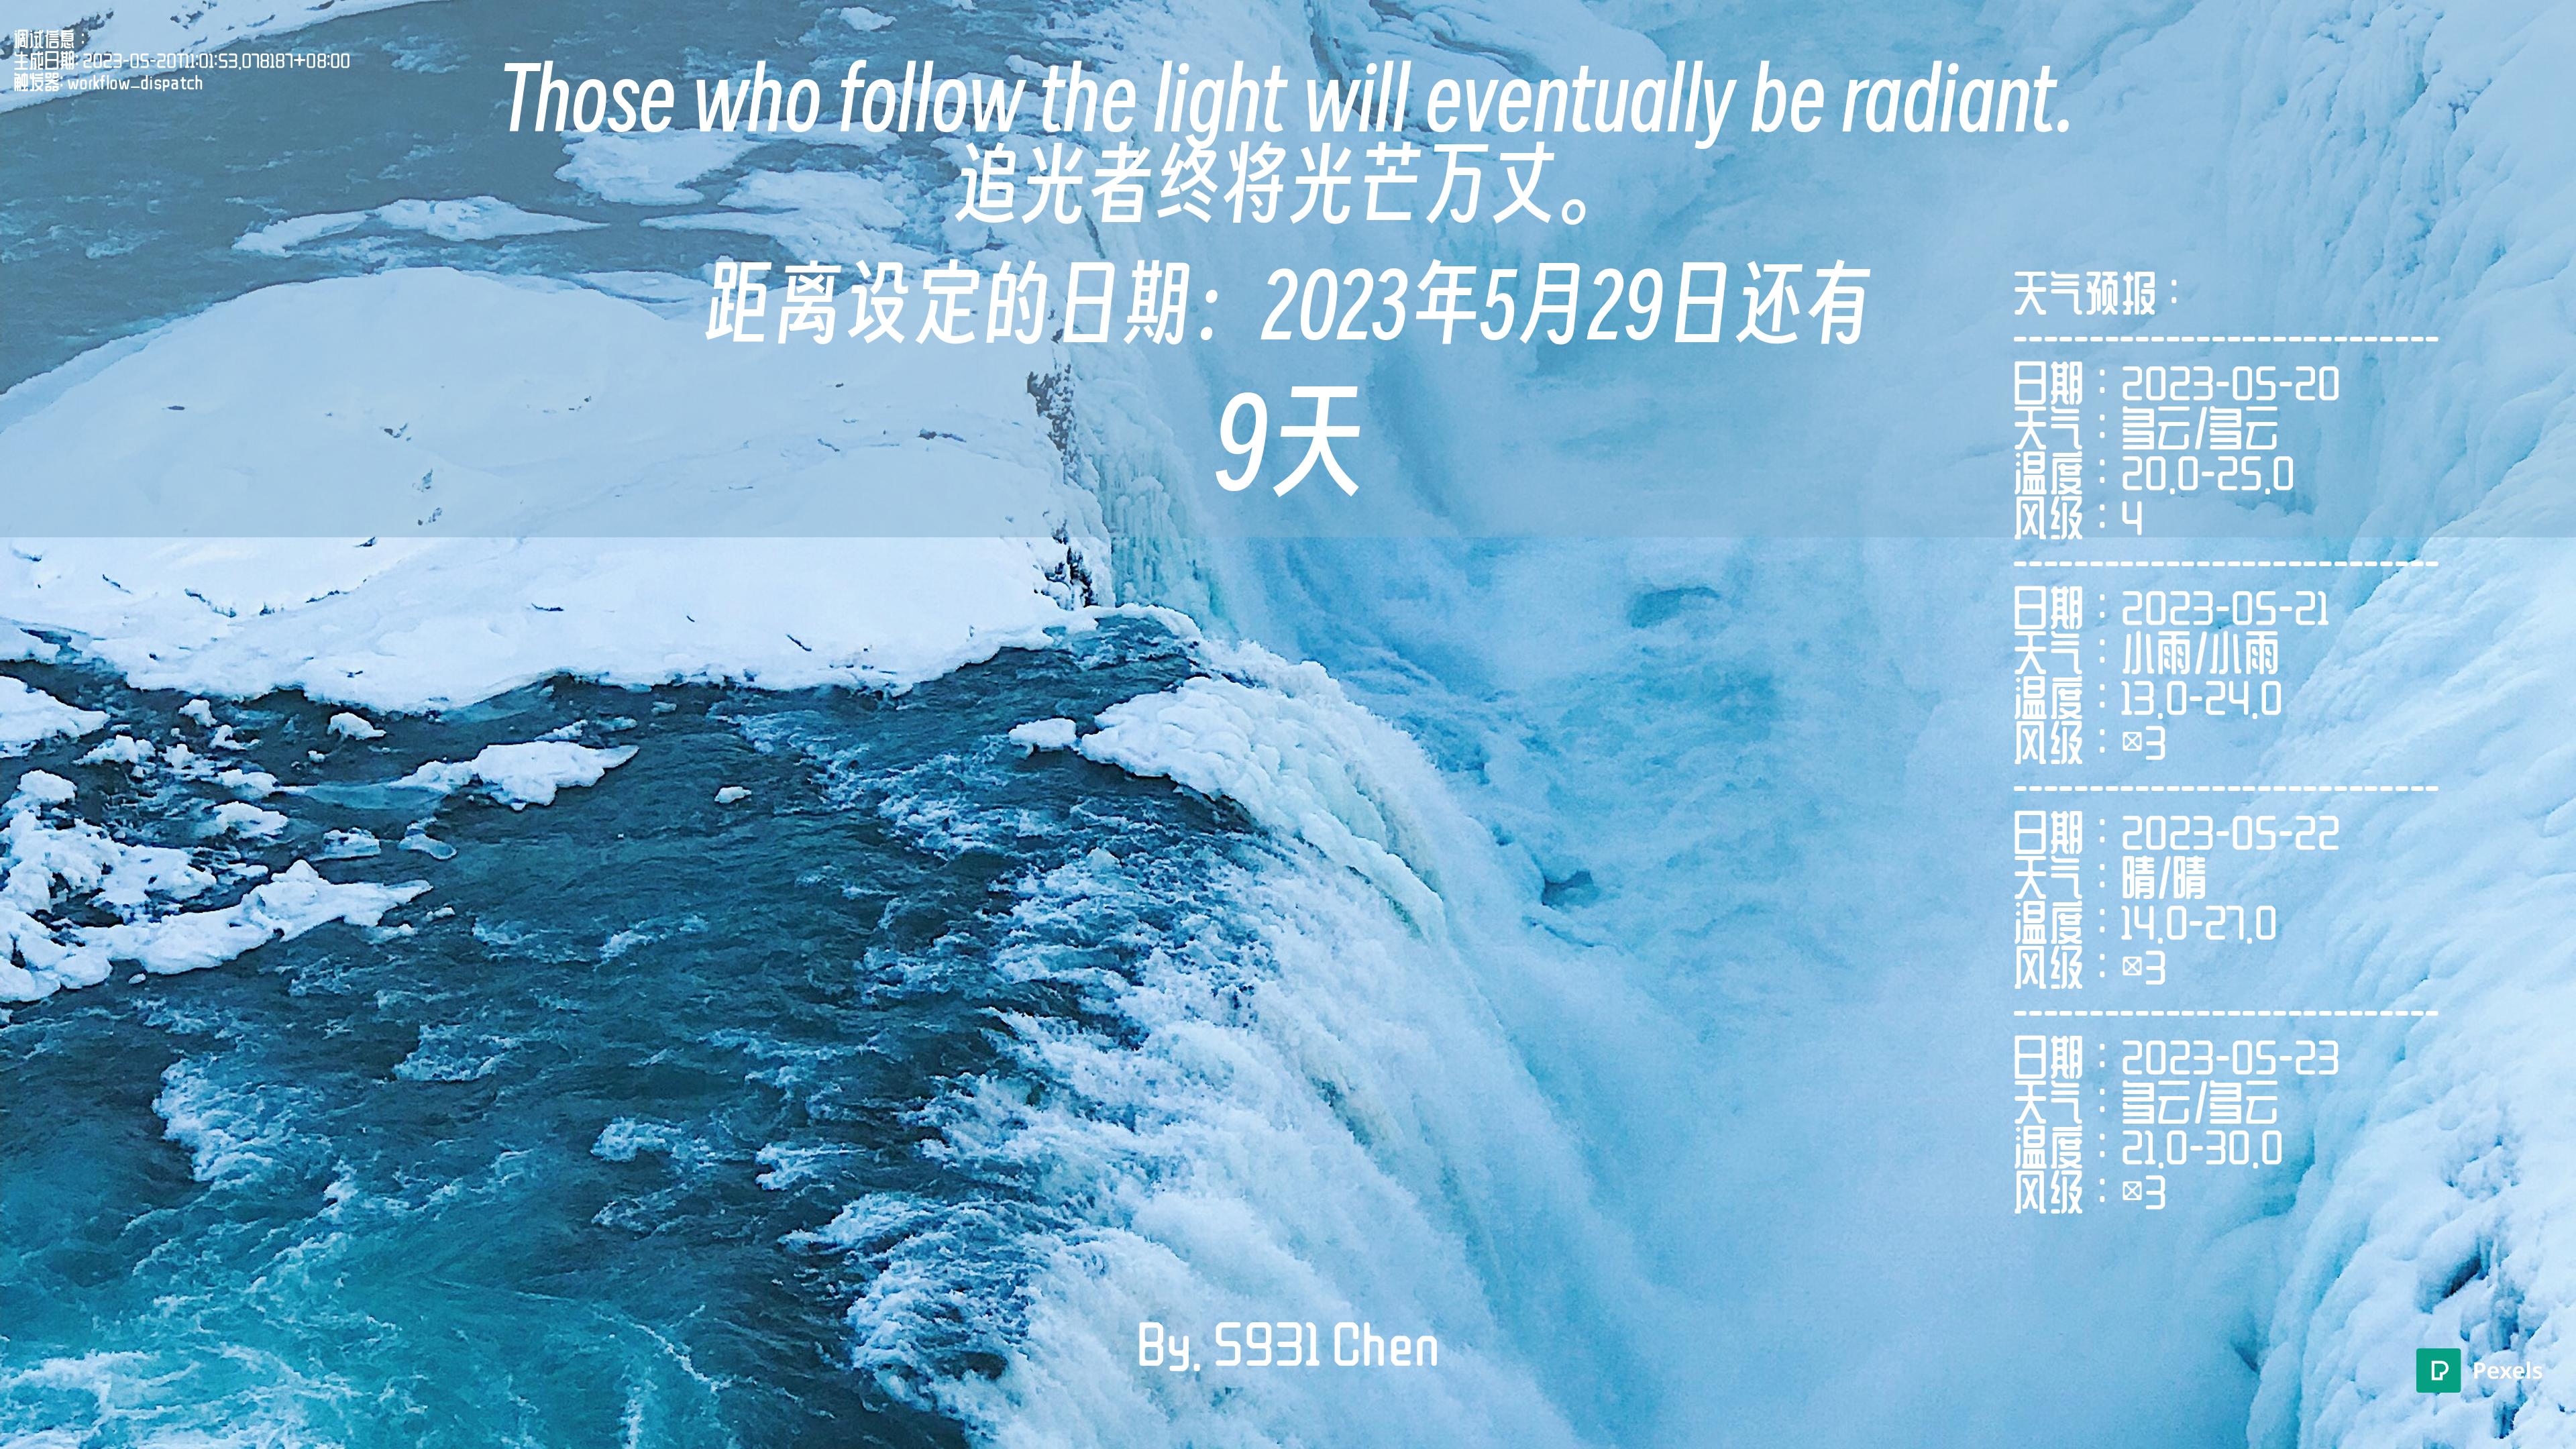 调试信息：
生成日期: 2023-05-20T11:01:53.078187+08:00
触发器: workflow_dispatch
Those who follow the light will eventually be radiant.
追光者终将光芒万丈。
距离设定的日期：2023年5月29日还有
9天
天气预报：
----------------------------
日期：2023-05-20
天气：多云/多云
温度：20.0-25.0
风级：4
----------------------------
日期：2023-05-21
天气：小雨/小雨
温度：13.0-24.0
风级：3
----------------------------
日期：2023-05-22
天气：晴/晴
温度：14.0-27.0
风级：3
----------------------------
日期：2023-05-23
天气：多云/多云
温度：21.0-30.0
风级：3
By. 5931 Chen
Pexels